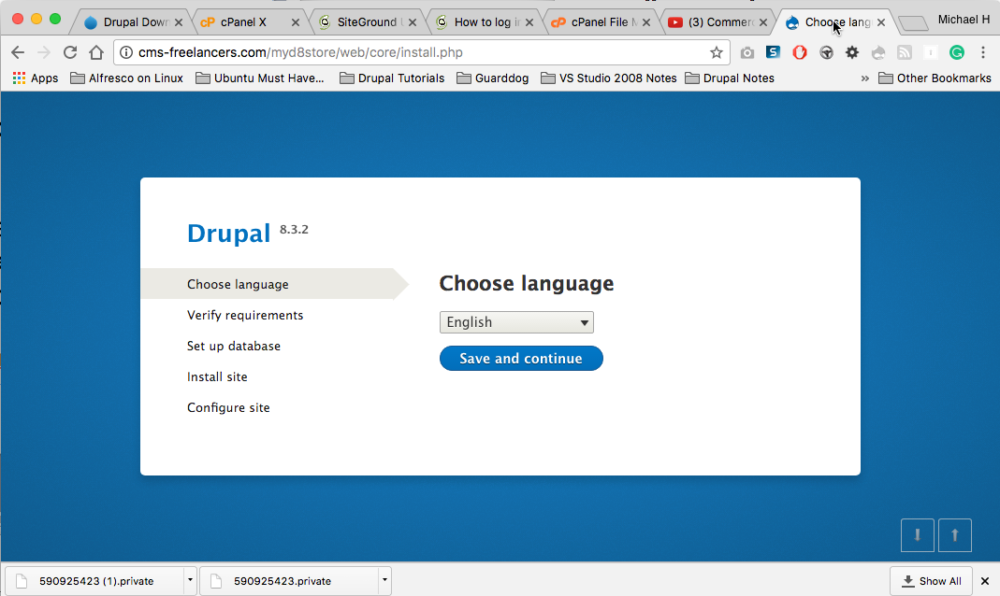 Drupal Down
cPanel X
SiteGround
How to log i
cPanel File M
(3) Commerc
Choose lang
Michael H
cms-freelancers.com/myd8store/web/core/install.php
Apps
Alfresco on Linux
Ubuntu Must Have...
Drupal Tutorials
Guarddog
VS Studio 2008 Notes
Drupal Notes
»
Other Bookmarks
Drupal 8.3.2
Choose language
Verify requirements
Set up database
Install site
Configure site
Choose language
English
Save and continue
590925423 (1).private
590925423.private
Show All